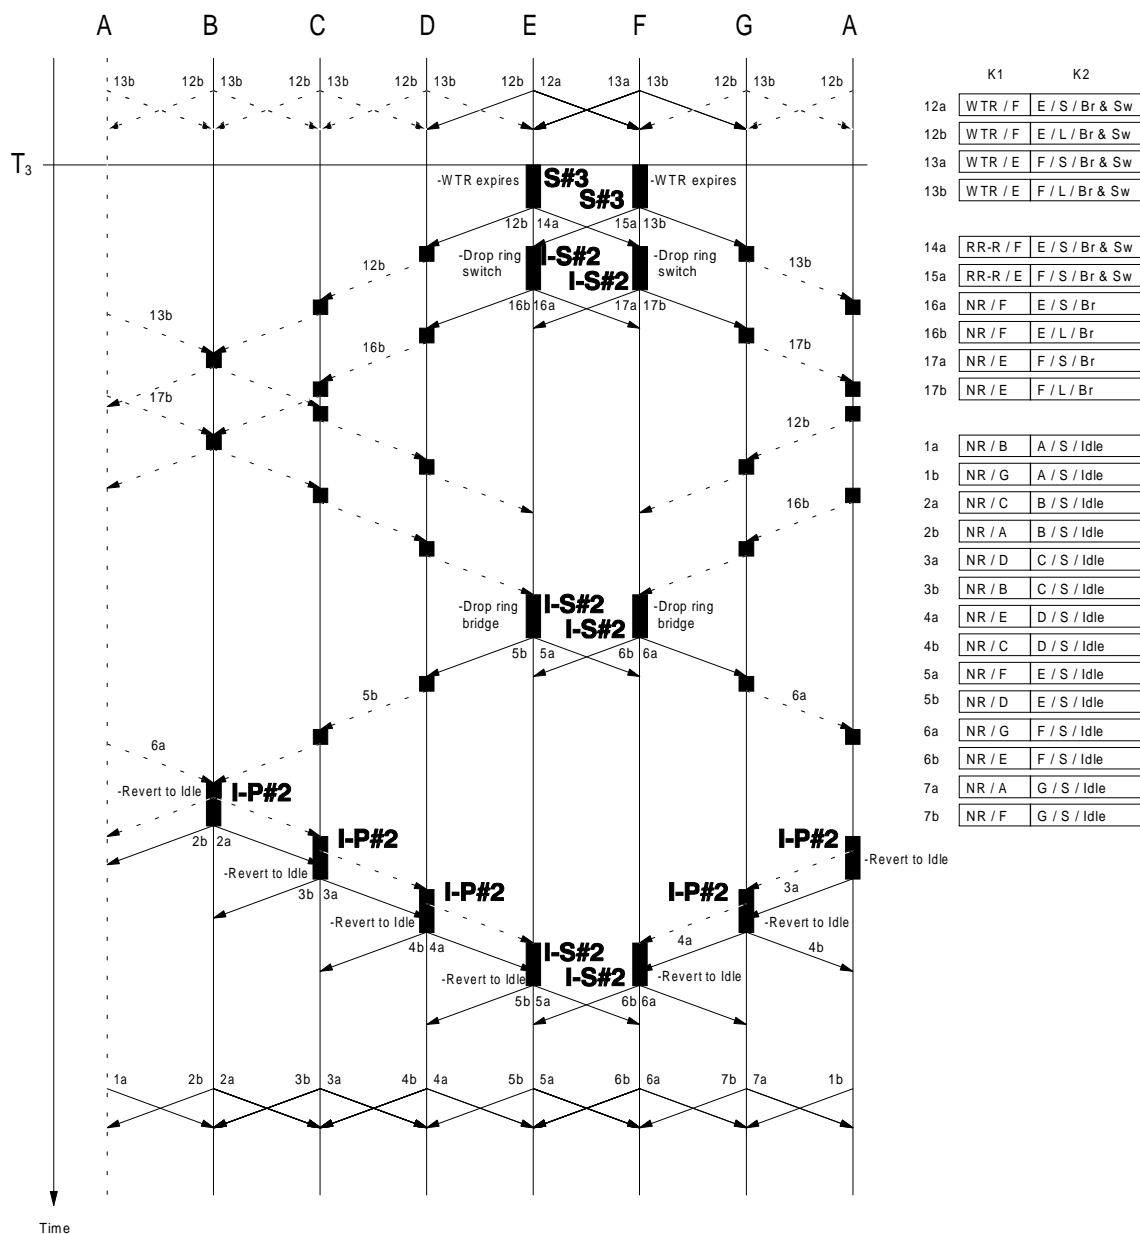 A B C D E F G A
K1 K2
13b 12b 13b 12b 13b 12b 13b 12b 12a 13a 13b 12b 13b 12b
12a WTR / F E / S / Br & Sw
12b WTR / F E / L / Br & Sw
T3
13a WTR / E F / S / Br & Sw
-WTR expires S#3 -WTR expires
13b WTR / E F / L / Br & Sw
S#3
12b 14a 15a 13b
14a RR-R / F E / S / Br & Sw
-Drop ring switch I-S#2 -Drop ring switch
12b 13b
15a RR-R / E F / S / Br & Sw
I-S#2
16b 16a 17a 17b
16a NR / F E / S / Br
13b
16b NR / F E / L / Br
16b 17b
17a NR / E F / S / Br
17b NR / E F / L / Br
17b
12b
1a NR / B A / S / Idle
1b NR / G A / S / Idle
16b
2a NR / C B / S / Idle
2b NR / A B / S / Idle
3a NR / D C / S / Idle
3b NR / B C / S / Idle
-Drop ring bridge I-S#2 -Drop ring bridge
I-S#2
4a NR / E D / S / Idle
4b NR / C D / S / Idle
5b 5a 6b 6a
5a NR / F E / S / Idle
5b 6a
5b NR / D E / S / Idle
6a NR / G F / S / Idle
6a
6b NR / E F / S / Idle
-Revert to Idle I-P#2
7a NR / A G / S / Idle
7b NR / F G / S / Idle
2b 2a I-P#2 I-P#2
-Revert to Idle -Revert to Idle
3b 3a I-P#2 I-P#2 3a
-Revert to Idle -Revert to Idle
4b 4a I-S#2 4a 4b
-Revert to Idle I-S#2 -Revert to Idle
5b 5a 6b 6a
1a 2b 2a 3b 3a 4b 4a 5b 5a 6b 6a 7b 7a 1b
Time